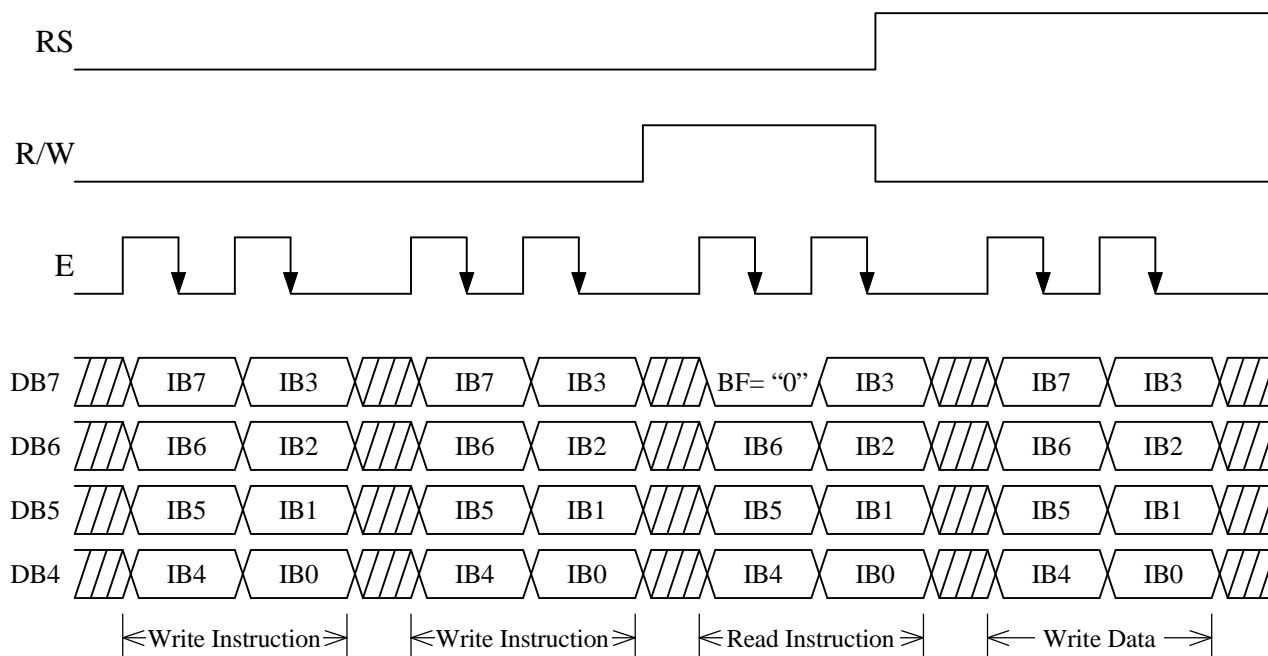 RS
R/W
E
DB7 IB7 IB3 IB7 IB3 BF= “0” IB3 IB7 IB3
DB6 IB6 IB2 IB6 IB2 IB6 IB2 IB6 IB2
DB5 IB5 IB1 IB5 IB1 IB5 IB1 IB5 IB1
DB4 IB4 IB0 IB4 IB0 IB4 IB0 IB4 IB0
Write Instruction Write Instruction Read Instruction Write Data